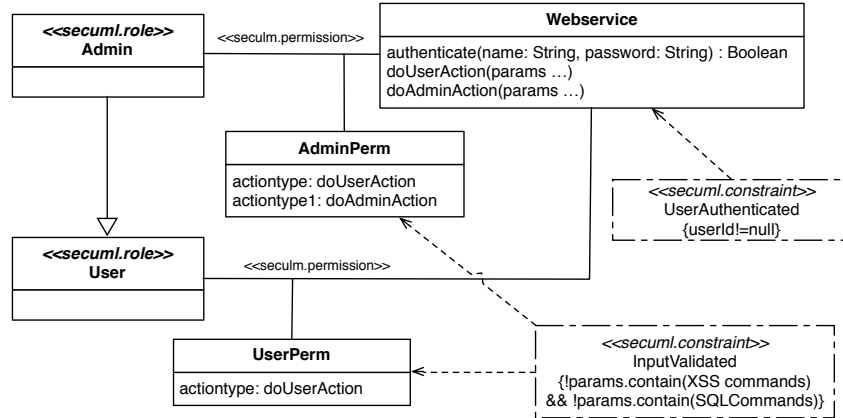 <<secuml.role>>
Admin
<<seculm.permission>>
Webservice
authenticate(name: String, password: String) : Boolean
doUserAction(params ...)
doAdminAction(params ...)
AdminPerm
actiontype: doUserAction
actiontype1: doAdminAction
<<secuml.constraint>>
UserAuthenticated
{userId!=null}
<<secuml.role>>
User
<<seculm.permission>>
UserPerm
actiontype: doUserAction
<<secuml.constraint>>
InputValidated
{!params.contain(XSS commands)
&& !params.contain(SQLCommands)}